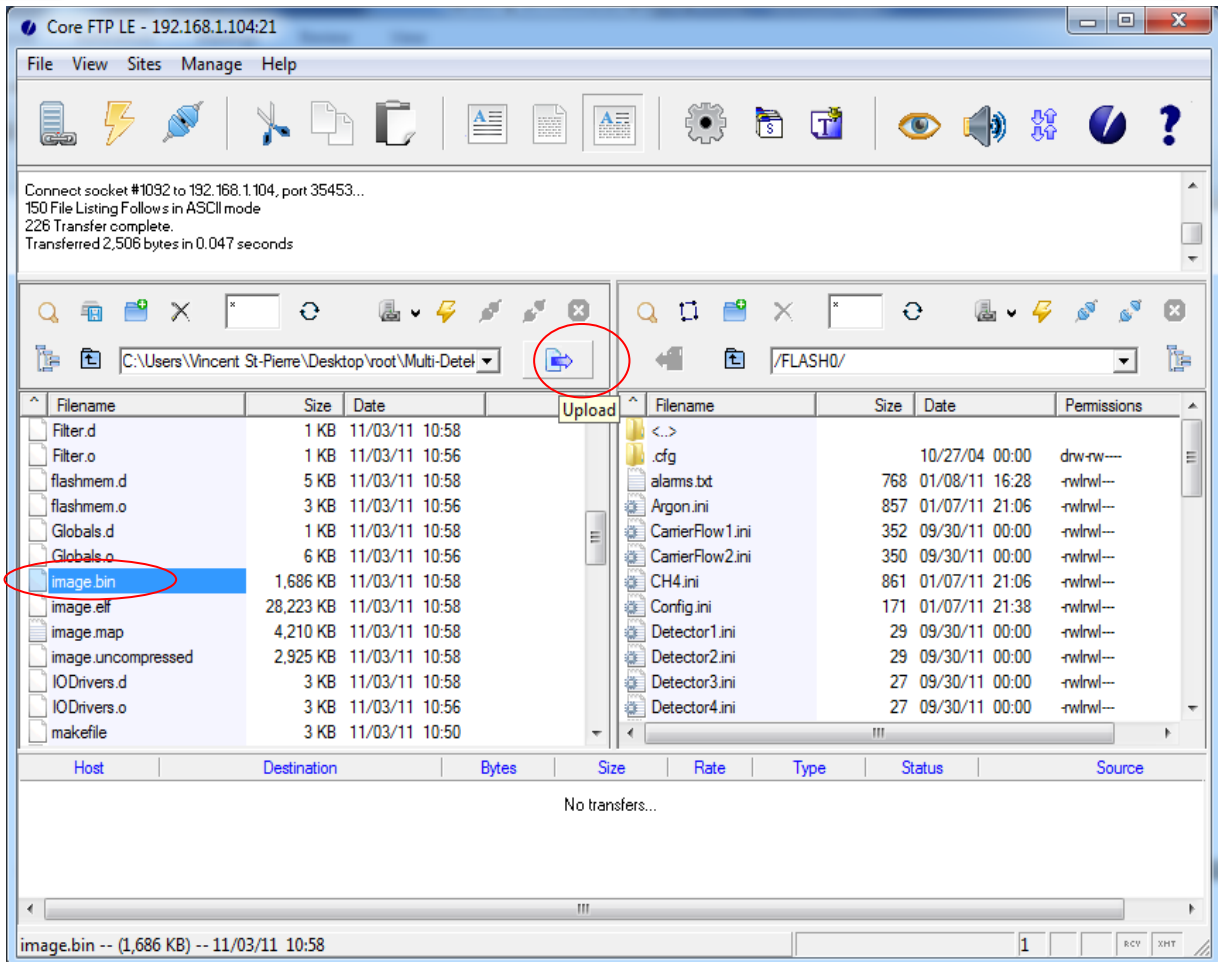 Core FTP LE - 192.168.1.104:21
File View Sites Manage Help
Connect socket #1092 to 192.168.1.104, port 35453...
150 File Listing Follows in ASCII mode
226 Transfer complete.
Transferred 2,506 bytes in 0.047 seconds
*
*
C:\Users\Vincent St-Pierre\Desktop\root\Multi-Detek
/FLASH0/
Upload
^ Filename Size Date
Filter.d 1 KB 11/03/11 10:58
Filter.o 1 KB 11/03/11 10:56
flashmem.d 5 KB 11/03/11 10:58
flashmem.o 3 KB 11/03/11 10:56
Globals.d 1 KB 11/03/11 10:58
Globals.o 6 KB 11/03/11 10:56
image.bin 1,686 KB 11/03/11 10:58
image.elf 28,223 KB 11/03/11 10:58
image.map 4,210 KB 11/03/11 10:58
image.uncompressed 2,925 KB 11/03/11 10:58
IODrivers.d 3 KB 11/03/11 10:58
IODrivers.o 3 KB 11/03/11 10:56
makefile 3 KB 11/03/11 10:50
^ Filename Size Date Permissions
<..>
.cfg 10/27/04 00:00 drw-rw----
alarms.txt 768 01/08/11 16:28 -rwlrwl---
Argon.ini 857 01/07/11 21:06 -rwlrwl---
CarrierFlow1.ini 352 09/30/11 00:00 -rwlrwl---
CarrierFlow2.ini 350 09/30/11 00:00 -rwlrwl---
CH4.ini 861 01/07/11 21:06 -rwlrwl---
Config.ini 171 01/07/11 21:38 -rwlrwl---
Detector1.ini 29 09/30/11 00:00 -rwlrwl---
Detector2.ini 29 09/30/11 00:00 -rwlrwl---
Detector3.ini 27 09/30/11 00:00 -rwlrwl---
Detector4.ini 27 09/30/11 00:00 -rwlrwl---
Host Destination Bytes Size Rate Type Status Source
No transfers...
image.bin -- (1,686 KB) -- 11/03/11 10:58
1
RCV XMT